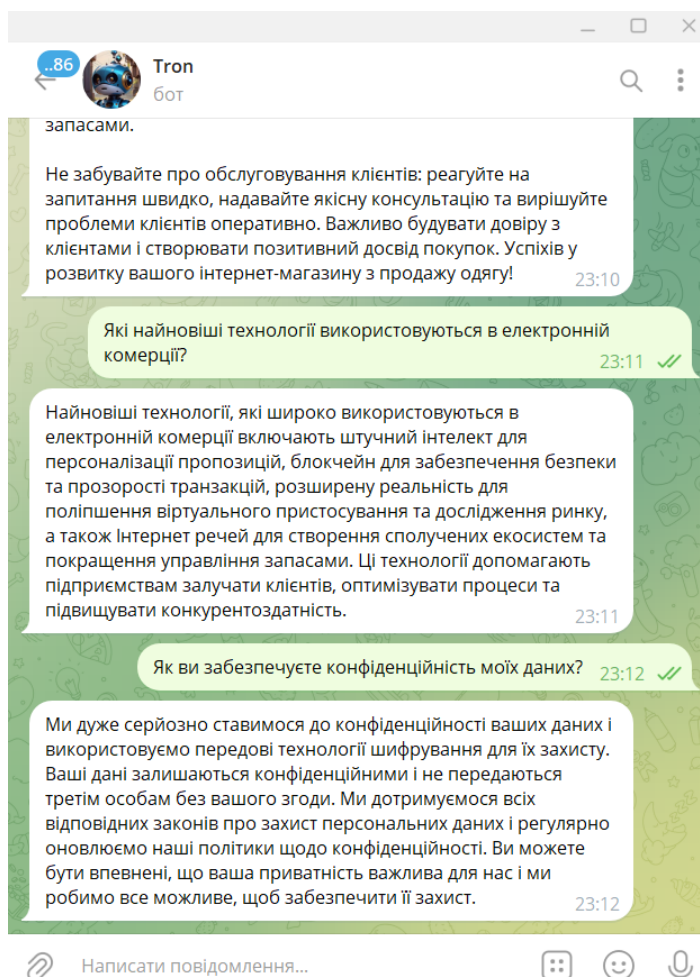 ..86
Tron
бот
запасами.
Не забувайте про обслуговування клієнтів: реагуйте на
запитання швидко, надавайте якісну консультацію та вирішуйте
проблеми клієнтів оперативно. Важливо будувати довіру з
клієнтами і створювати позитивний досвід покупок. Успіхів у
розвитку вашого інтернет-магазину з продажу одягу! 23:10
Які найновіші технології використовуються в електронній
комерції? 23:11
Найновіші технології, які широко використовуються в
електронній комерції включають штучний інтелект для
персоналізації пропозицій, блокчейн для забезпечення безпеки
та прозорості транзакцій, розширену реальність для
поліпшення віртуального пристосування та дослідження ринку,
а також Інтернет речей для створення сполучених екосистем та
покращення управління запасами. Ці технології допомагають
підприємствам залучати клієнтів, оптимізувати процеси та
підвищувати конкурентоздатність. 23:11
Як ви забезпечуєте конфіденційність моїх даних? 23:12
Ми дуже серйозно ставимося до конфіденційності ваших даних і
використовуємо передові технології шифрування для їх захисту.
Ваші дані залишаються конфіденційними і не передаються
третім особам без вашого згоди. Ми дотримуємося всіх
відповідних законів про захист персональних даних і регулярно
оновлюємо наші політики щодо конфіденційності. Ви можете
бути впевнені, що ваша приватність важлива для нас і ми
робимо все можливе, щоб забезпечити її захист. 23:12
Написати повідомлення...